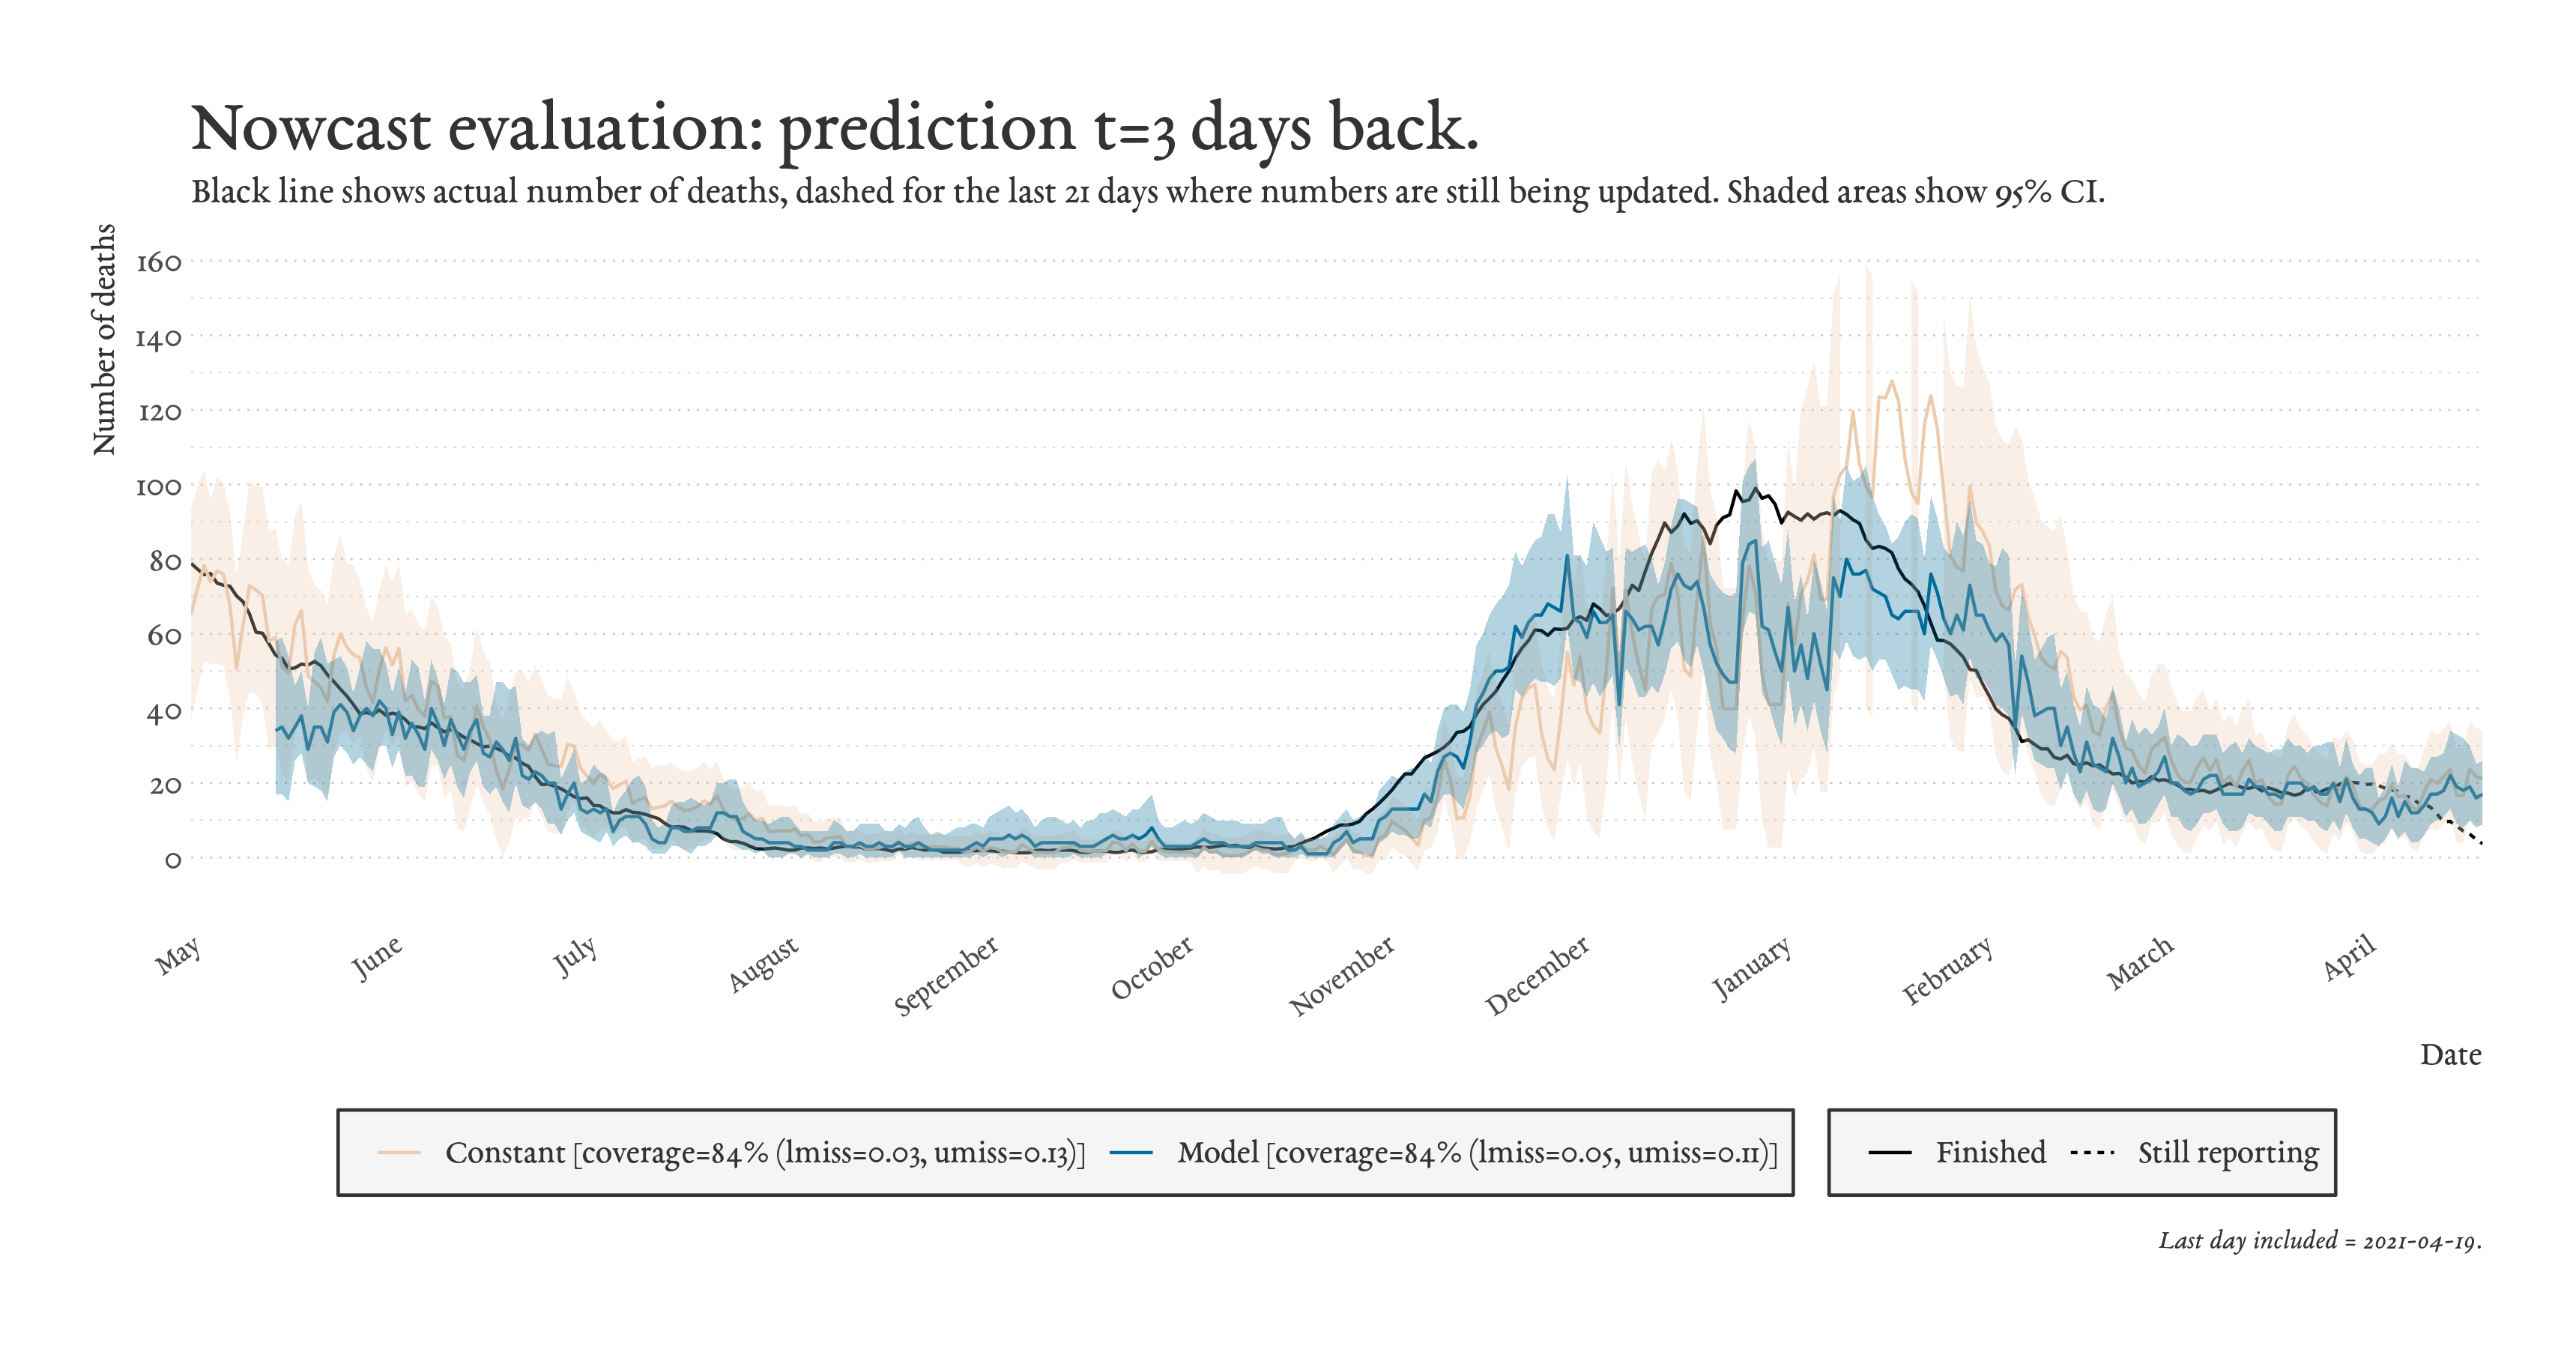 Nowcast evaluation: prediction t=3 days back.
Black line shows actual number of deaths, dashed for the last 21 days where numbers are still being updated. Shaded areas show 95% CI.
Number of deaths
160
140
120
100
80
60
40
20
0
May
June
July
August
September
October
November
December
January
February
March
April
Date
Constant [coverage=84% (lmiss=0.03, umiss=0.13)]
Model [coverage=84% (lmiss=0.05, umiss=0.11)]
Finished
Still reporting
Last day included = 2021-04-19.